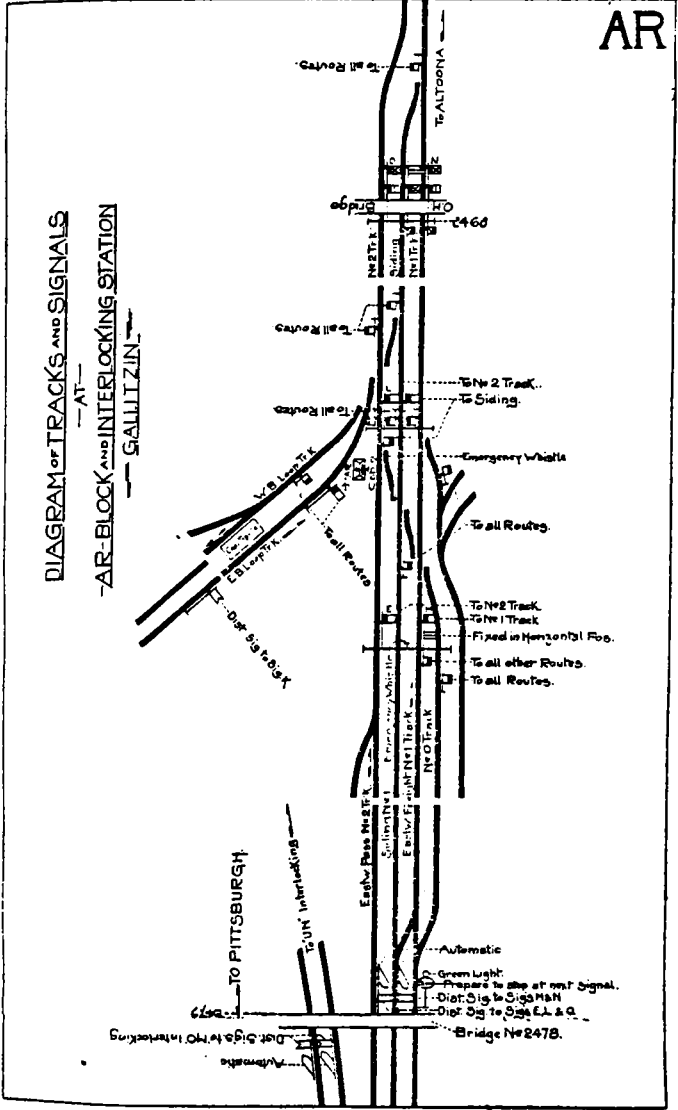 AR
DIAGRAM OF TRACKS AND SIGNALS
—AT—
-AR-BLOCK AND INTERLOCKING STATION
— GALLITZIN —
To all Routes.
To ALTOONA
Bridge
2468
No 2 Trk.
Siding
No 1 Trk.
To all Routes
To No 2 Track.
To Siding.
To all Routes
Emergency Whistle
W.B. Loop Trk
E.B. Loop Trk.
To all Routes
To all Routes.
Dist. Sig. to Sig. K
To No 2 Track
To No 1 Track
Fixed in Horizontal Pos.
To all other Routes.
To all Routes.
Emergency Whistle
Eastw. Pass. No 2 Trk.
Siding No 1
Eastw. Freight No 1 Track
No 0 Track
TO PITTSBURGH.
To "UN" Interlocking
Automatic
Green Light.
Prepare to stop at next signal.
Dist. Sig. to Sigs M & N
Dist. Sig. to Sigs E, L & Q
Bridge No 2478.
Dist. Sigs. to MO. Interlocking
Automatic